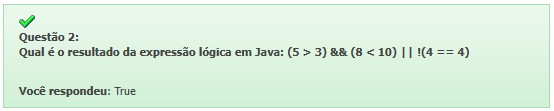 Questão 2:
Qual é o resultado da expressão lógica em Java: (5 > 3) && (8 < 10) || !(4 == 4)
Você respondeu: True